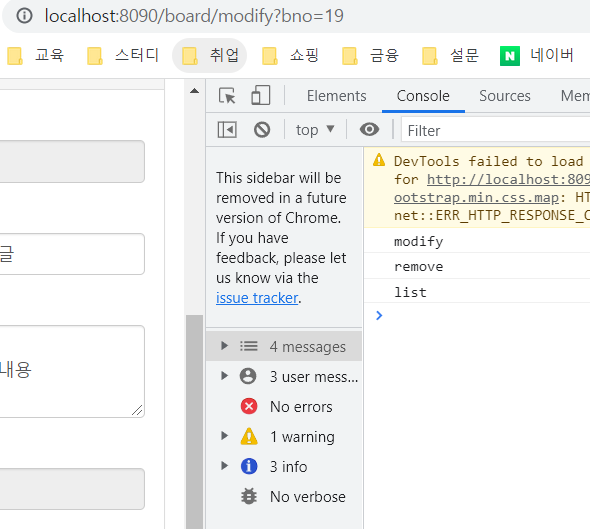 localhost:8090/board/modify?bno=19
교육 스터디 취업 쇼핑 금융 설문 N 네이버
Elements Console Sources Mem
top ▼ Filter
글
내용
This sidebar will be
removed in a future
version of Chrome.
If you have
feedback, please let
us know via the
issue tracker.
4 messages
3 user mess...
No errors
1 warning
3 info
No verbose
DevTools failed to load
for http://localhost:809
ootstrap.min.css.map: HT
net::ERR_HTTP_RESPONSE_C
modify
remove
list